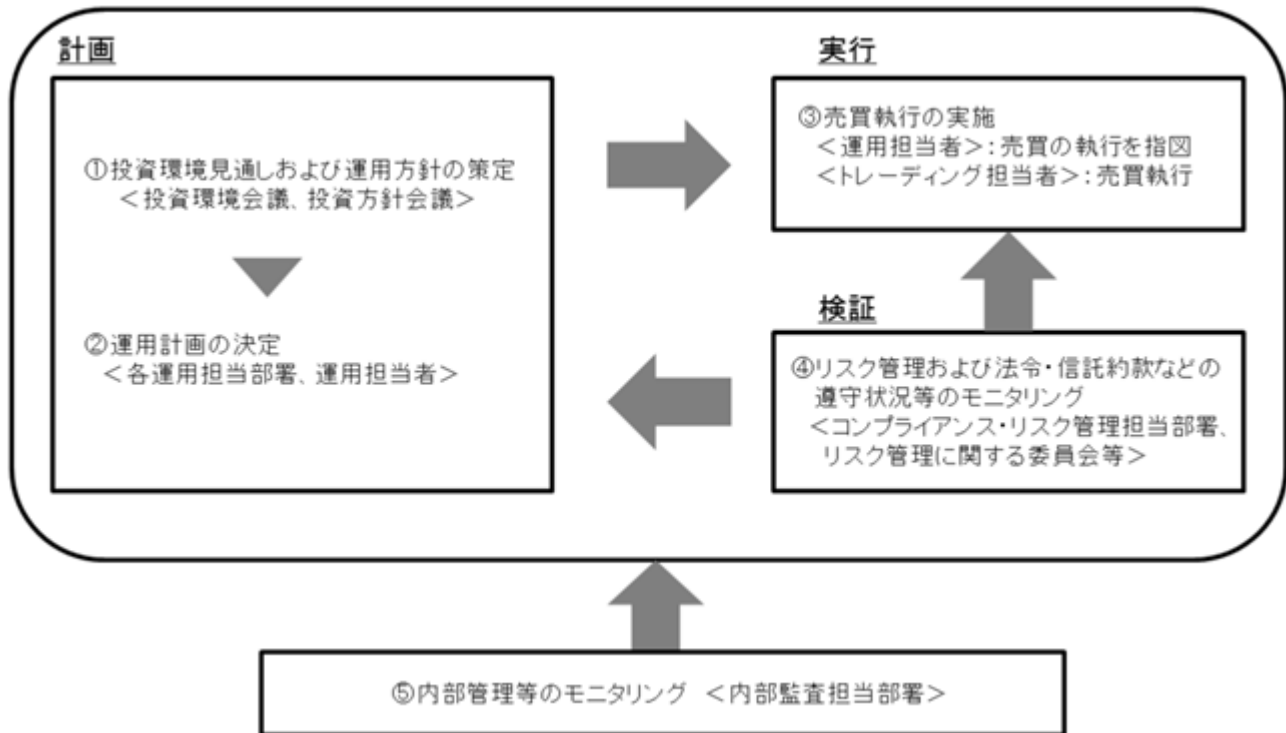 計画
①投資環境見通しおよび運用方針の策定
＜投資環境会議、投資方針会議＞
②運用計画の決定
＜各運用担当部署、運用担当者＞
実行
③売買執行の実施
＜運用担当者＞：売買の執行を指図
＜トレーディング担当者＞：売買執行
検証
④リスク管理および法令・信託約款などの
遵守状況等のモニタリング
＜コンプライアンス・リスク管理担当部署、
リスク管理に関する委員会等＞
⑤内部管理等のモニタリング ＜内部監査担当部署＞